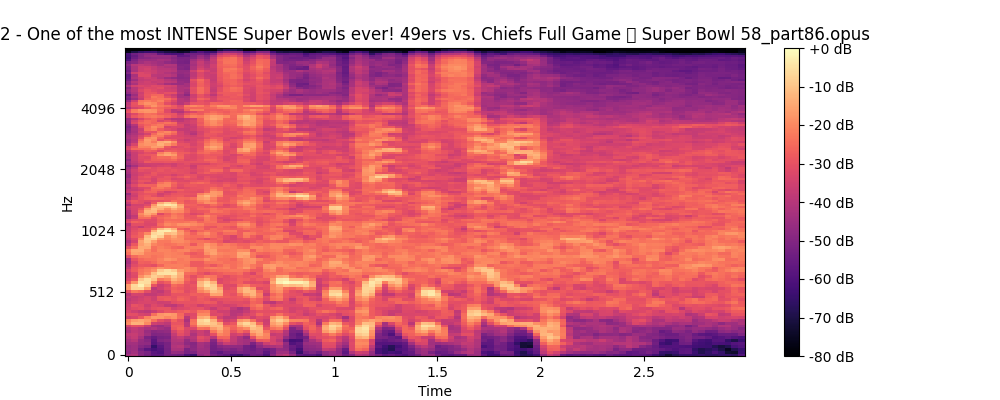 2 - One of the most INTENSE Super Bowls ever! 49ers vs. Chiefs Full Game Super Bowl 58_part86.opus
+0 dB
-10 dB
-20 dB
-30 dB
-40 dB
-50 dB
-60 dB
-70 dB
-80 dB
4096
2048
1024
512
0
Hz
0
0.5
1
1.5
2
2.5
Time